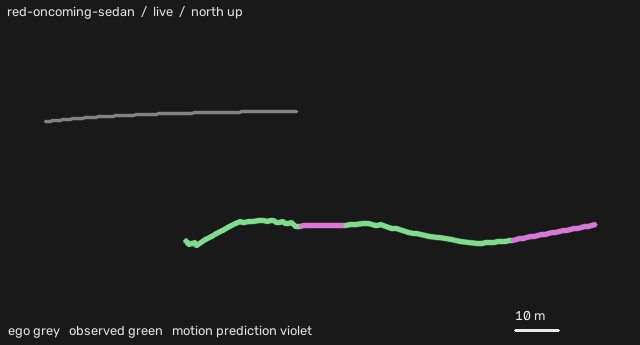 red-oncoming-sedan / live / north up
10 m
ego grey observed green motion prediction violet